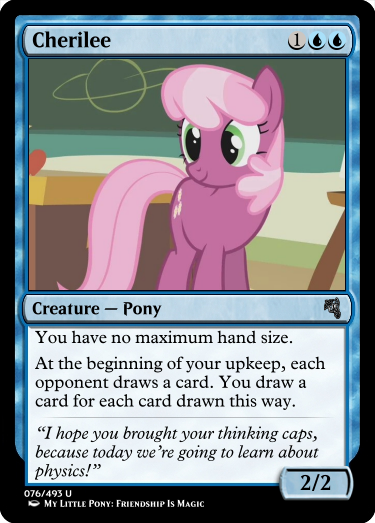 Cherilee 1
Creature — Pony
You have no maximum hand size.
At the beginning of your upkeep, each
opponent draws a card. You draw a
card for each card drawn this way.
“I hope you brought your thinking caps,
because today we’re going to learn about
physics!”
2/2
076/493 U
My Little Pony: Friendship Is Magic